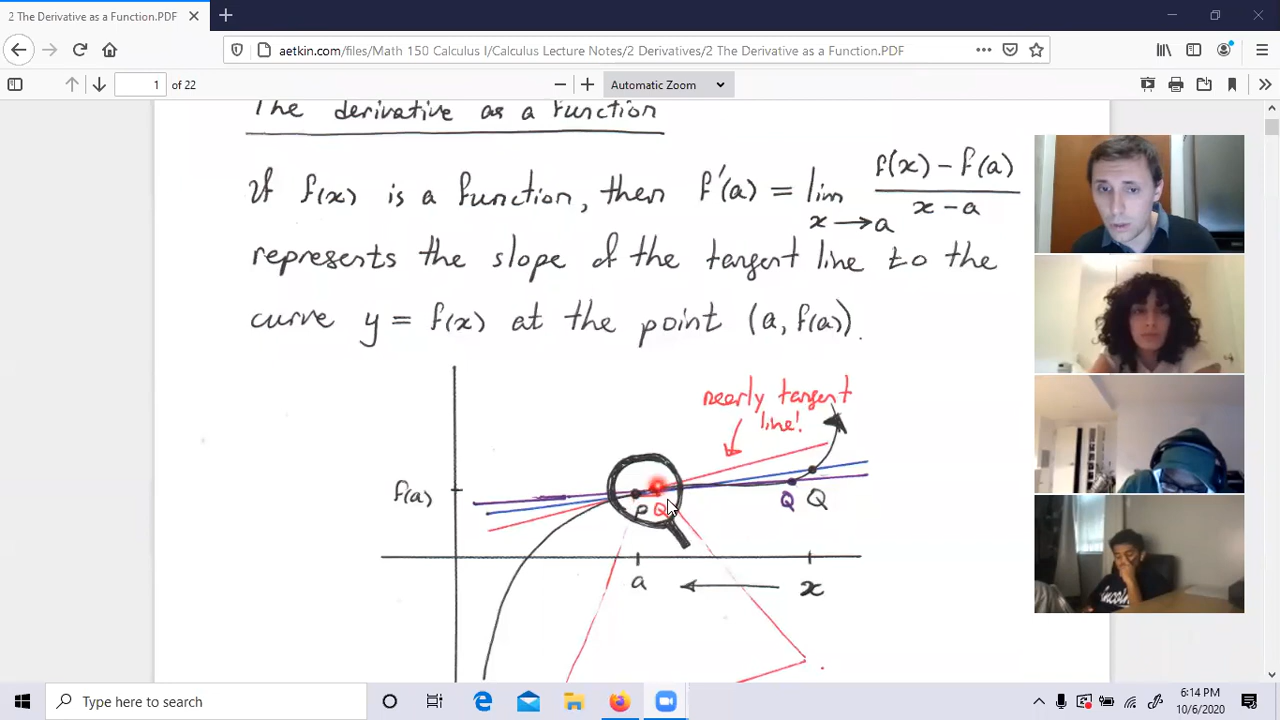 2 The Derivative as a Function.PDF
aetkin.com/files/Math 150 Calculus I/Calculus Lecture Notes/2 Derivatives/2 The Derivative as a Function.PDF
1 of 22
Automatic Zoom
The derivative as a function
If f(x) is a function, then f'(a) = lim x→a f(x) – f(a) / x – a
represents the slope of the tangent line to the
curve y = f(x) at the point (a, f(a)).
nearly tangent
line!
f(a)
P Q Q Q
a x
Lincoln
Type here to search
6:14 PM
10/6/2020